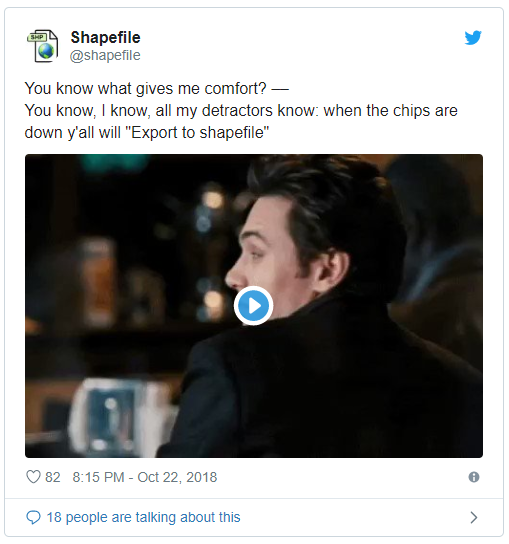 SHP
Shapefile
@shapefile
You know what gives me comfort? —
You know, I know, all my detractors know: when the chips are
down y'all will "Export to shapefile"
82 8:15 PM - Oct 22, 2018
18 people are talking about this